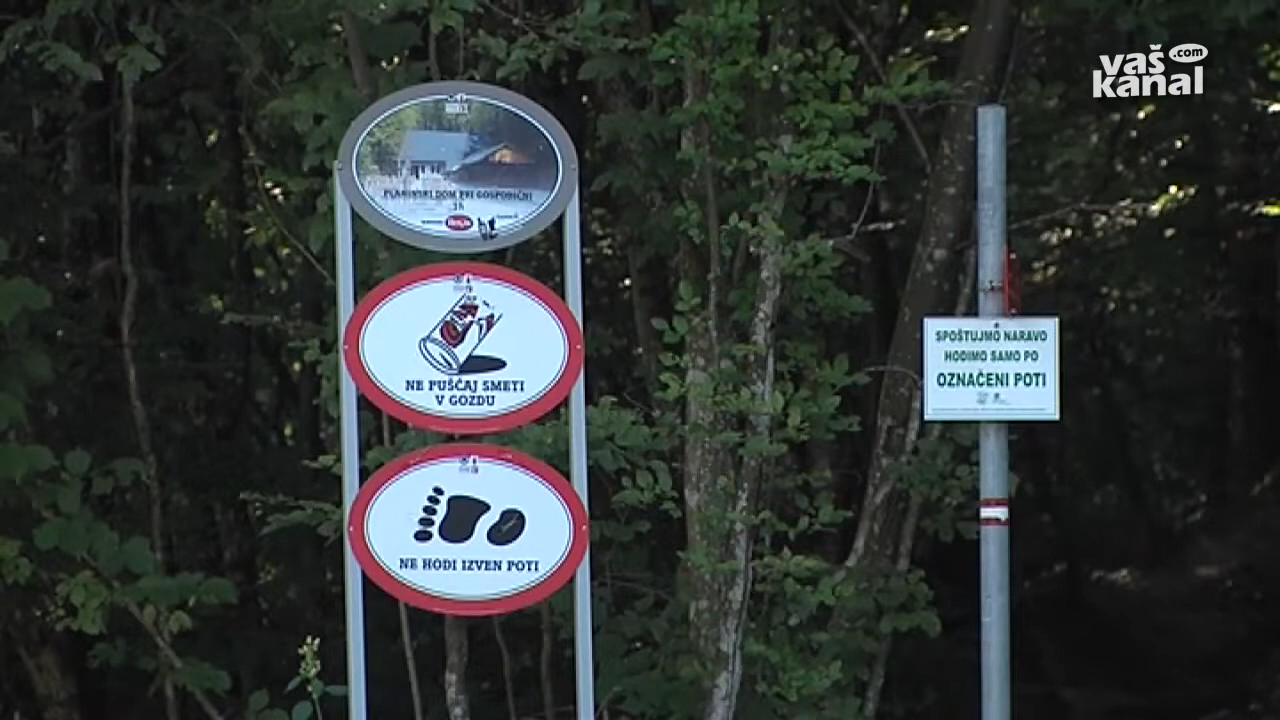 vaš .com
kanal
PLANINSKI DOM PRI GOSPODIČNI
1 h
NE PUŠČAJ SMETI
V GOZDU
NE HODI IZVEN POTI
SPOŠTUJMO NARAVO
HODIMO SAMO PO
OZNAČENI POTI